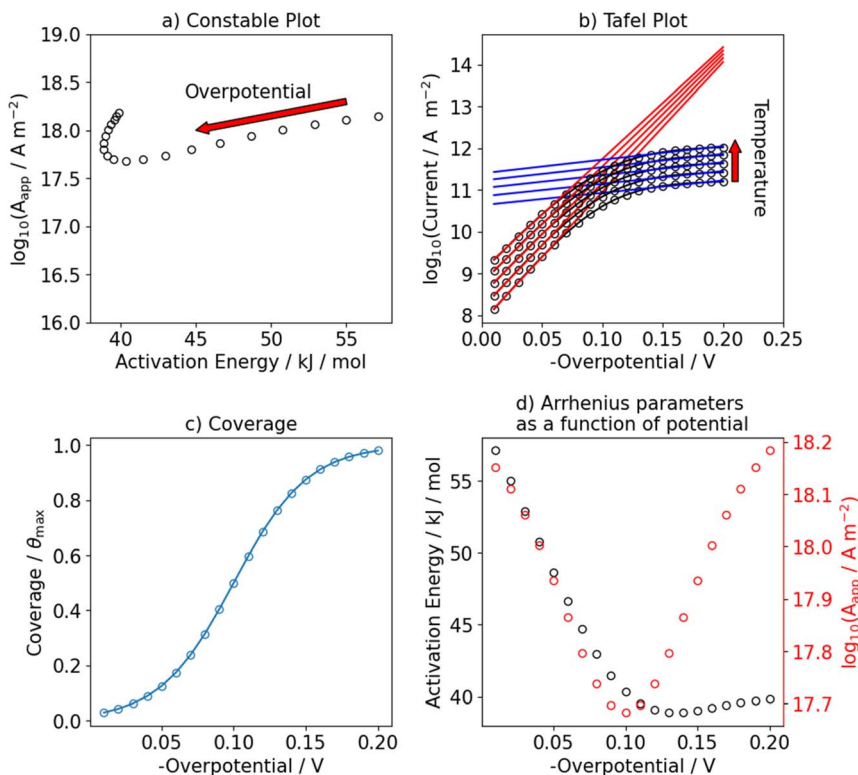 a) Constable Plot
19.0
18.5
18.0
17.5
17.0
16.5
16.0
log₁₀(Aₐₚₚ / A m⁻²)
Overpotential
40 45 50 55
Activation Energy / kJ / mol
b) Tafel Plot
14
13
12
11
10
9
8
log₁₀(Current / A m⁻²)
Temperature
0.00 0.05 0.10 0.15 0.20 0.25
-Overpotential / V
c) Coverage
1.0
0.8
0.6
0.4
0.2
0.0
Coverage / θₘₐₓ
0.05 0.10 0.15 0.20
-Overpotential / V
d) Arrhenius parameters
as a function of potential
55
50
45
40
Activation Energy / kJ / mol
18.2
18.1
18.0
17.9
17.8
17.7
log₁₀(Aₐₚₚ / A m⁻²)
0.05 0.10 0.15 0.20
-Overpotential / V